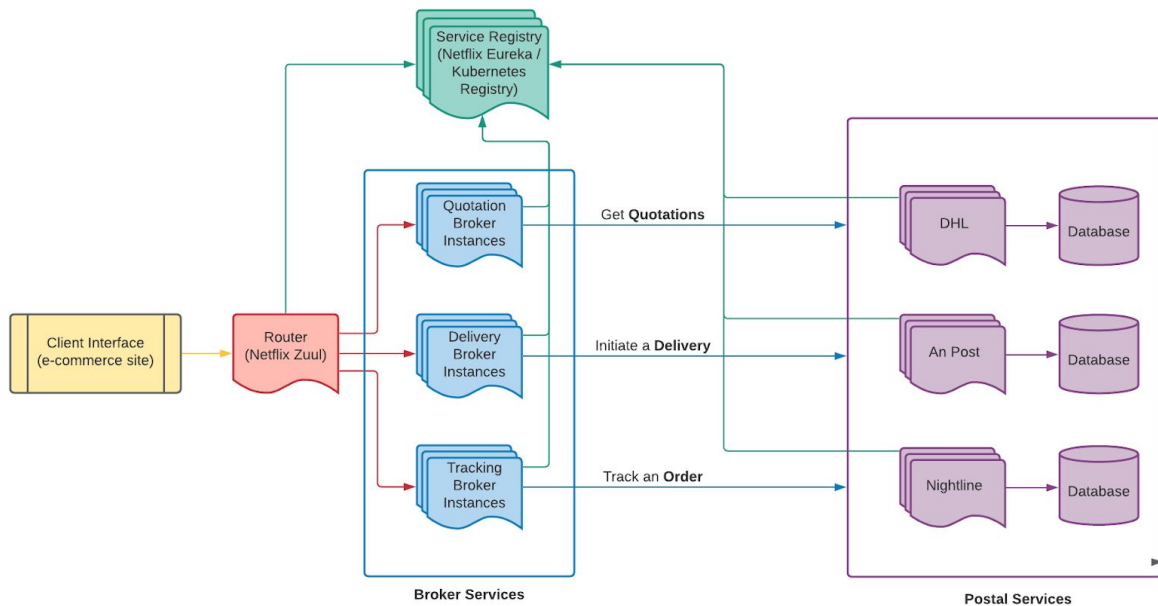 Service Registry
(Netflix Eureka /
Kubernetes
Registry)
Quotation
Broker
Instances
Get Quotations
DHL
Database
Client Interface
(e-commerce site)
Router
(Netflix Zuul)
Delivery
Broker
Instances
Initiate a Delivery
An Post
Database
Tracking
Broker
Instances
Track an Order
Nightline
Database
Broker Services
Postal Services